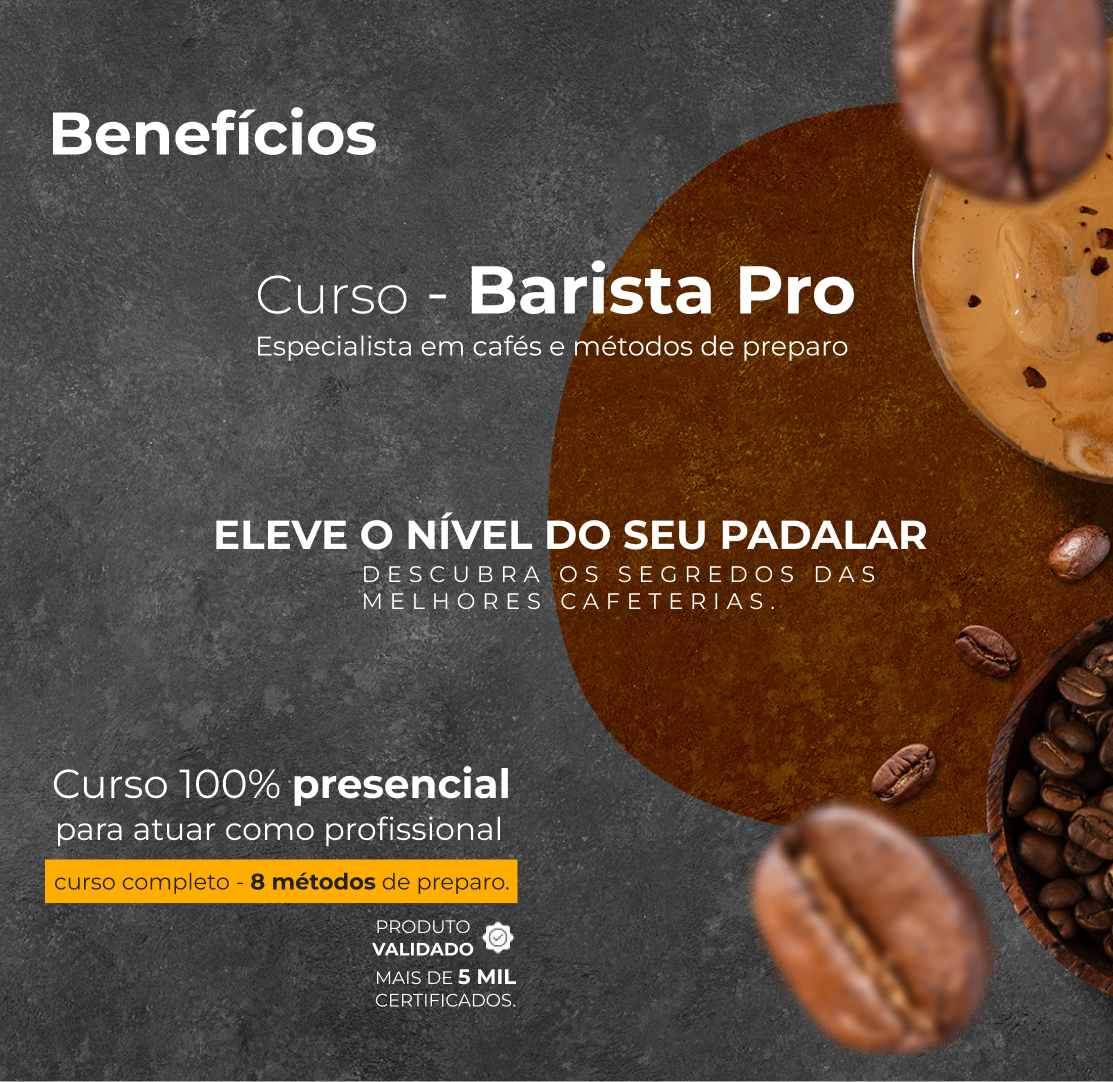 Benefícios
Curso - Barista Pro
Especialista em cafés e métodos de preparo
ELEVE O NÍVEL DO SEU PADALAR
DESCUBRA OS SEGREDOS DAS
MELHORES CAFETERIAS.
Curso 100% presencial
para atuar como profissional
curso completo - 8 métodos de preparo.
PRODUTO
VALIDADO
MAIS DE 5 MIL
CERTIFICADOS.